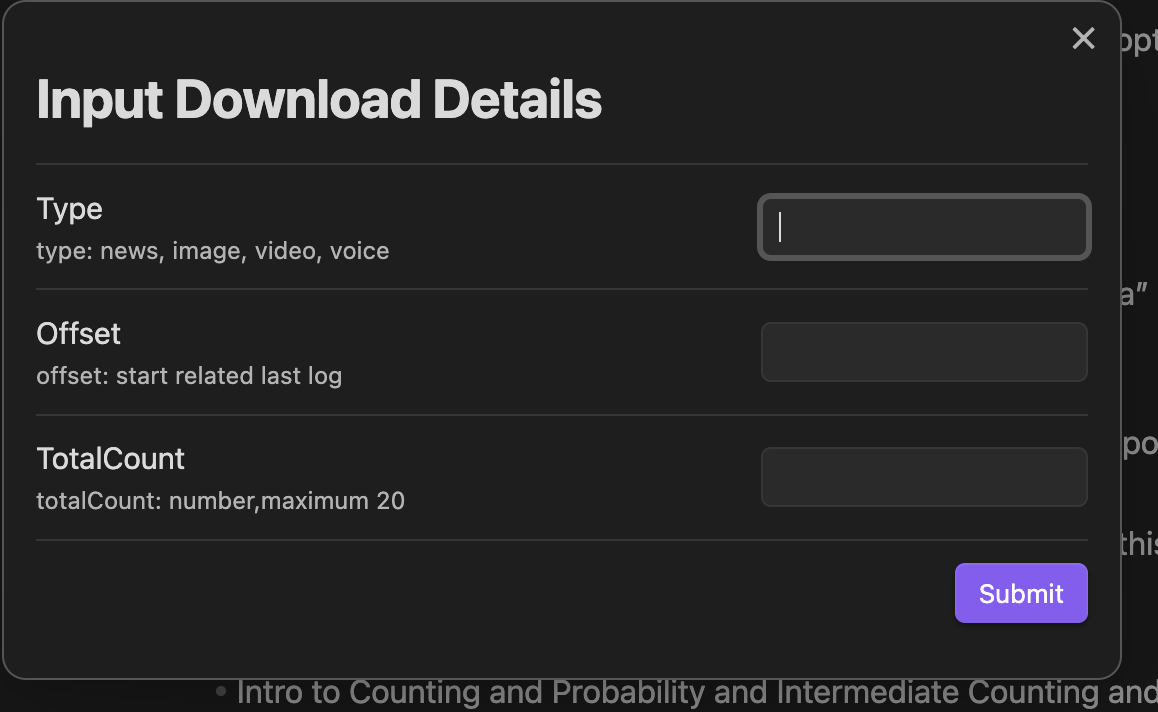 opt
Input Download Details
Type
type: news, image, video, voice
a”
Offset
offset: start related last log
TotalCount
po
totalCount: number,maximum 20
this
Submit
Intro to Counting and Probability and Intermediate Counting and